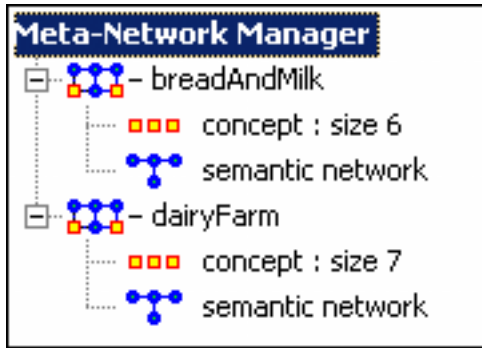 Meta-Network Manager
– breadAndMilk
concept : size 6
semantic network
– dairyFarm
concept : size 7
semantic network